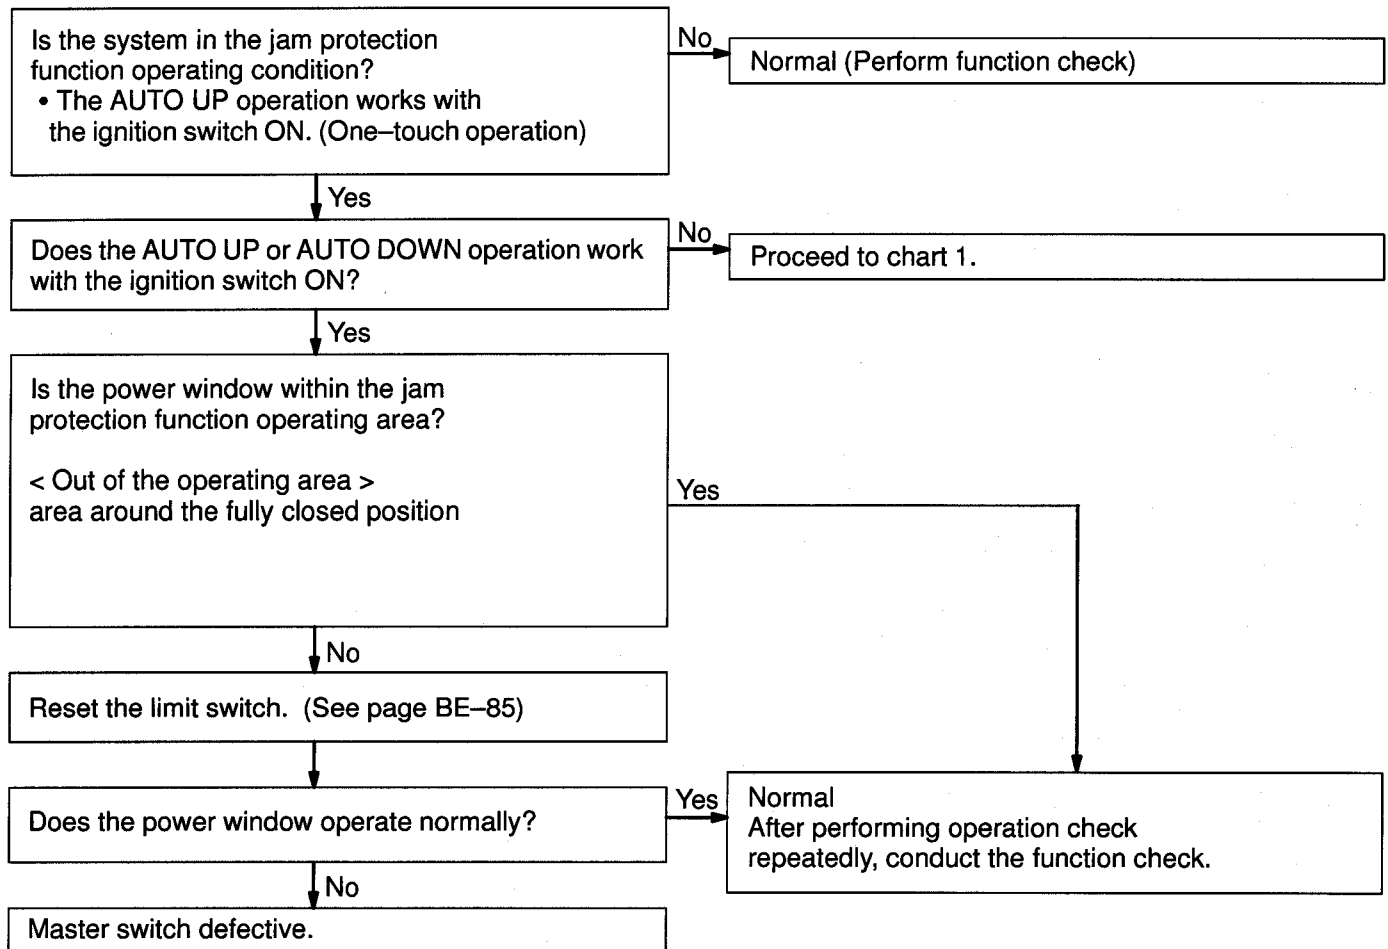 Is the system in the jam protection
function operating condition?
• The AUTO UP operation works with
the ignition switch ON. (One–touch operation)
No
Normal (Perform function check)
Yes
Does the AUTO UP or AUTO DOWN operation work
with the ignition switch ON?
No
Proceed to chart 1.
Yes
Is the power window within the jam
protection function operating area?
< Out of the operating area >
area around the fully closed position
Yes
No
Reset the limit switch. (See page BE–85)
Does the power window operate normally?
Yes
Normal
After performing operation check
repeatedly, conduct the function check.
No
Master switch defective.